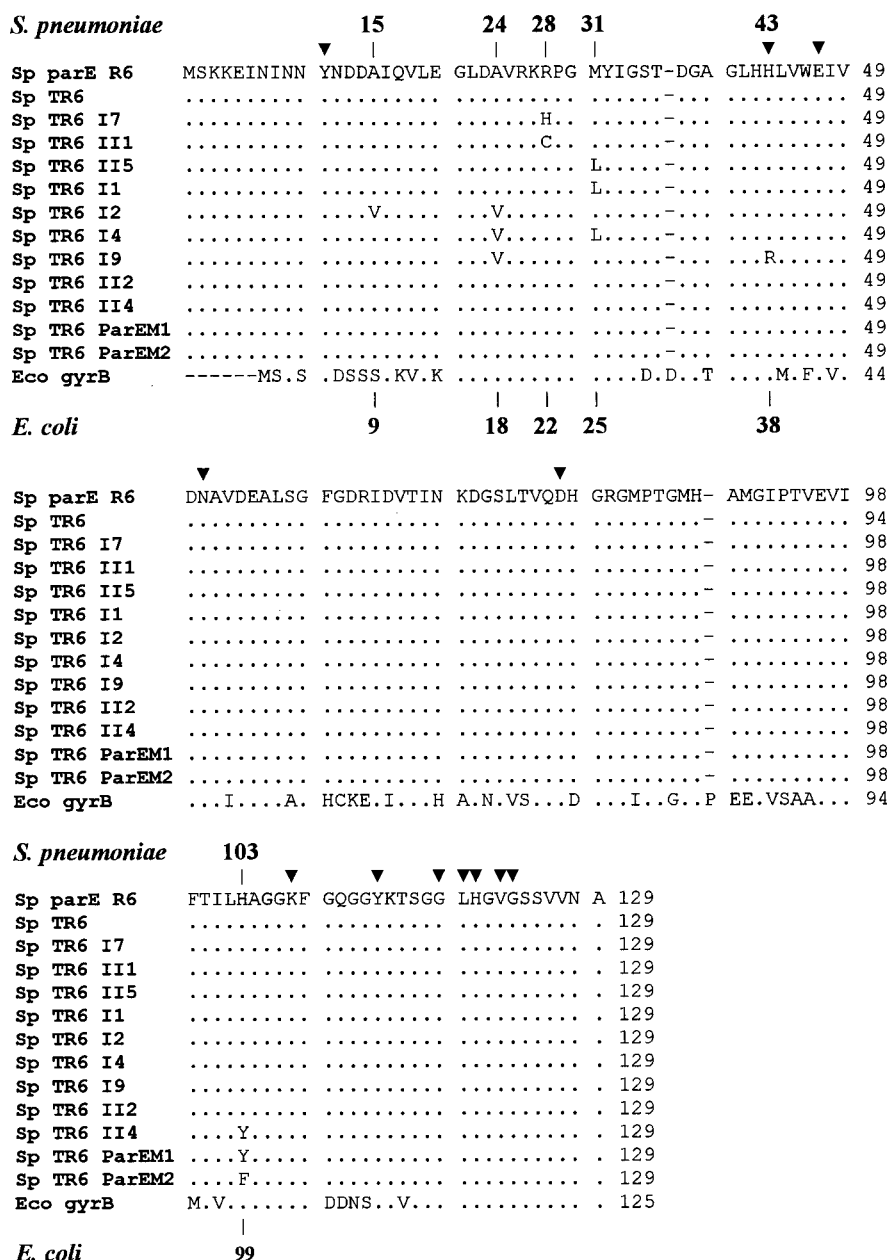 S. pneumoniae 15 24 28 31 43
▼ | | | | ▼ ▼
Sp parE R6 MSKKEININN YNDDAIQVLE GLDAVRKRPG MYIGST-DGA GLHHLVWEIV 49
Sp TR6 .......... .......... .......... ......-... .......... 49
Sp TR6 I7 .......... .......... .......H.. ......-... .......... 49
Sp TR6 II1 .......... .......... .......C.. ......-... .......... 49
Sp TR6 II5 .......... .......... .......... L.....-... .......... 49
Sp TR6 I1 .......... .......... .......... L.....-... .......... 49
Sp TR6 I2 .......... ....V..... ...V...... ......-... .......... 49
Sp TR6 I4 .......... .......... ...V...... L.....-... .......... 49
Sp TR6 I9 .......... .......... ...V...... ......-... ...R...... 49
Sp TR6 II2 .......... .......... .......... ......-... .......... 49
Sp TR6 II4 .......... .......... .......... ......-... .......... 49
Sp TR6 ParEM1 .......... .......... .......... ......-... .......... 49
Sp TR6 ParEM2 .......... .......... .......... ......-... .......... 49
Eco gyrB ------MS.S .DSSS.KV.K .......... ....D.D..T ....M.F.V. 44
| | | | |
E. coli 9 18 22 25 38
▼ ▼
Sp parE R6 DNAVDEALSG FGDRIDVTIN KDGSLTVQDH GRGMPTGMH- AMGIPTVEVI 98
Sp TR6 .......... .......... .......... .........- .......... 94
Sp TR6 I7 .......... .......... .......... .........- .......... 98
Sp TR6 II1 .......... .......... .......... .........- .......... 98
Sp TR6 II5 .......... .......... .......... .........- .......... 98
Sp TR6 I1 .......... .......... .......... .........- .......... 98
Sp TR6 I2 .......... .......... .......... .........- .......... 98
Sp TR6 I4 .......... .......... .......... .........- .......... 98
Sp TR6 I9 .......... .......... .......... .........- .......... 98
Sp TR6 II2 .......... .......... .......... .........- .......... 98
Sp TR6 II4 .......... .......... .......... .........- .......... 98
Sp TR6 ParEM1 .......... .......... .......... .........- .......... 98
Sp TR6 ParEM2 .......... .......... .......... .........- .......... 98
Eco gyrB ...I....A. HCKE.I...H A.N.VS...D ...I..G..P EE.VSAA... 94
S. pneumoniae 103
| ▼ ▼ ▼ ▼▼ ▼▼
Sp parE R6 FTILHAGGKF GQGGYKTSGG LHGVGSSVVN A 129
Sp TR6 .......... .......... .......... . 129
Sp TR6 I7 .......... .......... .......... . 129
Sp TR6 II1 .......... .......... .......... . 129
Sp TR6 II5 .......... .......... .......... . 129
Sp TR6 I1 .......... .......... .......... . 129
Sp TR6 I2 .......... .......... .......... . 129
Sp TR6 I4 .......... .......... .......... . 129
Sp TR6 I9 .......... .......... .......... . 129
Sp TR6 II2 .......... .......... .......... . 129
Sp TR6 II4 ....Y..... .......... .......... . 129
Sp TR6 ParEM1 ....Y..... .......... .......... . 129
Sp TR6 ParEM2 ....F..... .......... .......... . 129
Eco gyrB M.V....... DDNS..V... .......... . 125
|
E. coli 99